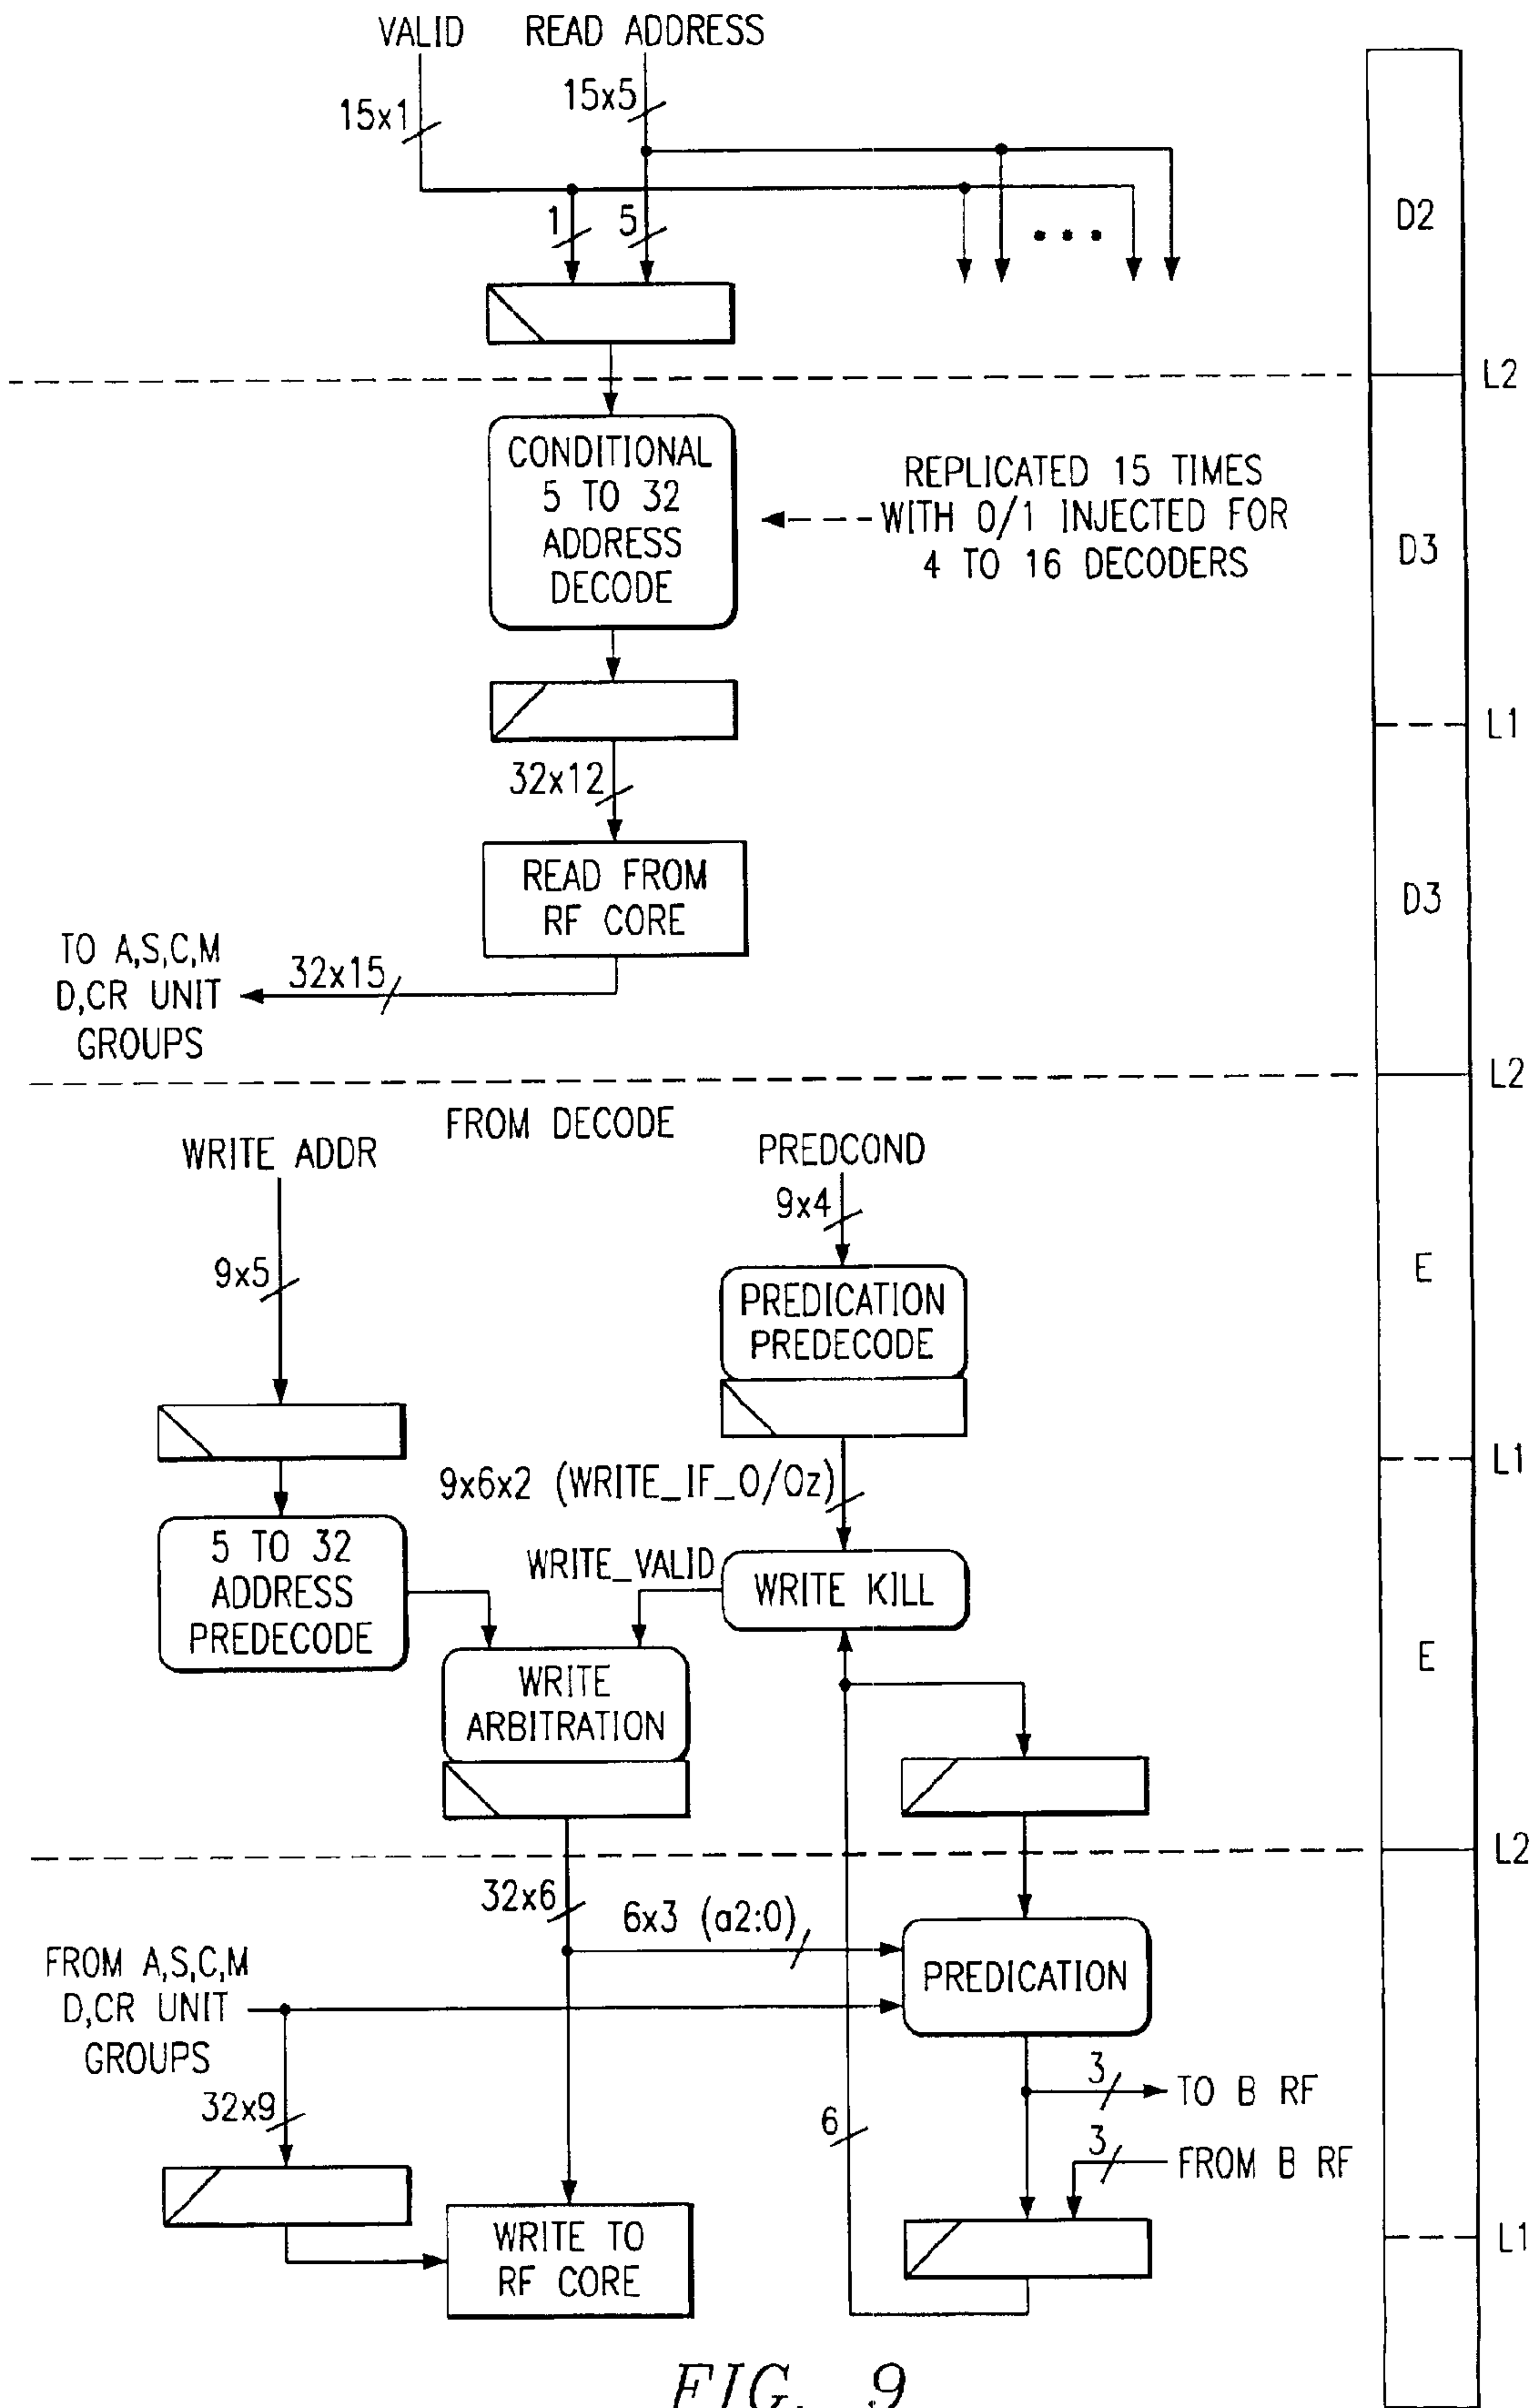 VALID READ ADDRESS
15x1
15x5
1
5
D2
L2
CONDITIONAL
5 TO 32
ADDRESS
DECODE
REPLICATED 15 TIMES
WITH 0/1 INJECTED FOR
4 TO 16 DECODERS
D3
L1
32x12
READ FROM
RF CORE
D3
TO A,S,C,M
D,CR UNIT
GROUPS
32x15
L2
FROM DECODE
WRITE ADDR
PREDCOND
9x4
9x5
PREDICATION
PREDECODE
E
L1
9x6x2 (WRITE_IF_0/0z)
5 TO 32
ADDRESS
PREDECODE
WRITE_VALID
WRITE KILL
WRITE
ARBITRATION
E
L2
32x6
6x3 (a2:0)
FROM A,S,C,M
D,CR UNIT
GROUPS
PREDICATION
32x9
6
3
TO B RF
3
FROM B RF
WRITE TO
RF CORE
L1
FIG. 9